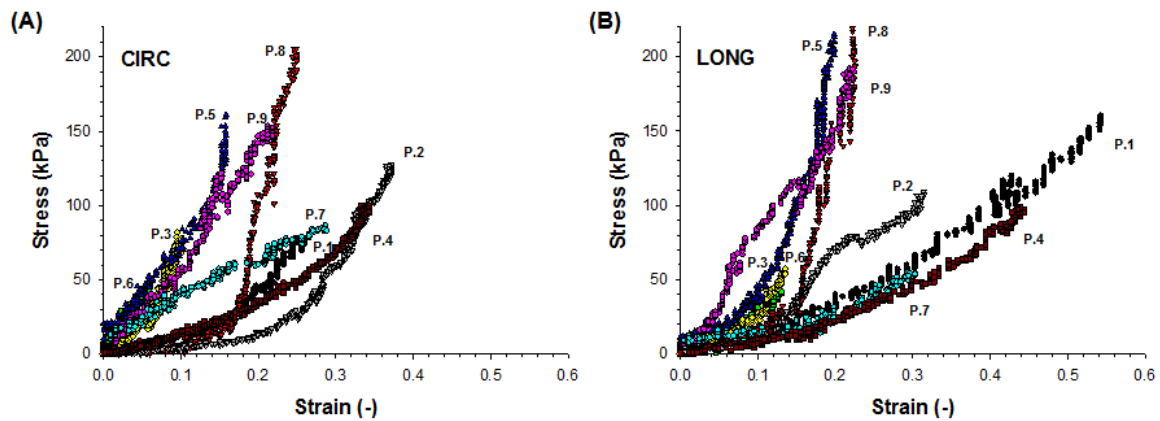 (A)
CIRC
P.8
P.5
P.9
P.2
P.3
P.7
P.1
P.4
P.6
Stress (kPa)
200
150
100
50
0
0.0 0.1 0.2 0.3 0.4 0.5 0.6
Strain (-)
(B)
LONG
P.8
P.5
P.9
P.1
P.2
P.3
P.6
P.4
P.7
Stress (kPa)
200
150
100
50
0
0.0 0.1 0.2 0.3 0.4 0.5 0.6
Strain (-)